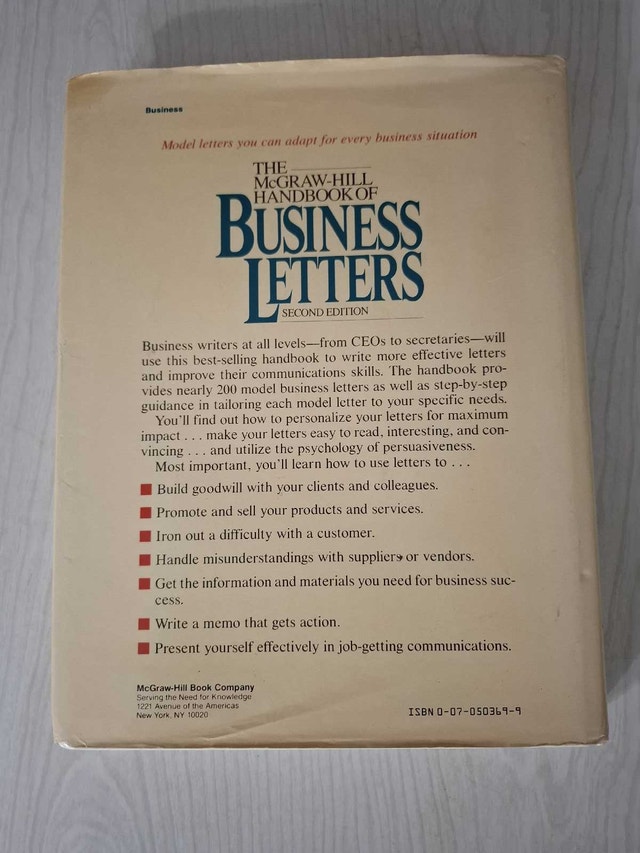 Business
Model letters you can adapt for every business situation
THE
McGRAW-HILL
HANDBOOK OF
BUSINESS
LETTERS
SECOND EDITION
Business writers at all levels—from CEOs to secretaries—will
use this best-selling handbook to write more effective letters
and improve their communications skills. The handbook pro-
vides nearly 200 model business letters as well as step-by-step
guidance in tailoring each model letter to your specific needs.
You'll find out how to personalize your letters for maximum
impact . . . make your letters easy to read, interesting, and con-
vincing . . . and utilize the psychology of persuasiveness.
Most important, you'll learn how to use letters to . . .
■ Build goodwill with your clients and colleagues.
■ Promote and sell your products and services.
■ Iron out a difficulty with a customer.
■ Handle misunderstandings with suppliers or vendors.
■ Get the information and materials you need for business suc-
cess.
■ Write a memo that gets action.
■ Present yourself effectively in job-getting communications.
McGraw-Hill Book Company
Serving the Need for Knowledge
1221 Avenue of the Americas
New York, NY 10020
ISBN 0-07-050369-9